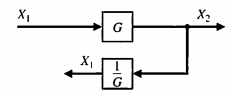 X₁ G X₂
X₁ 1/G